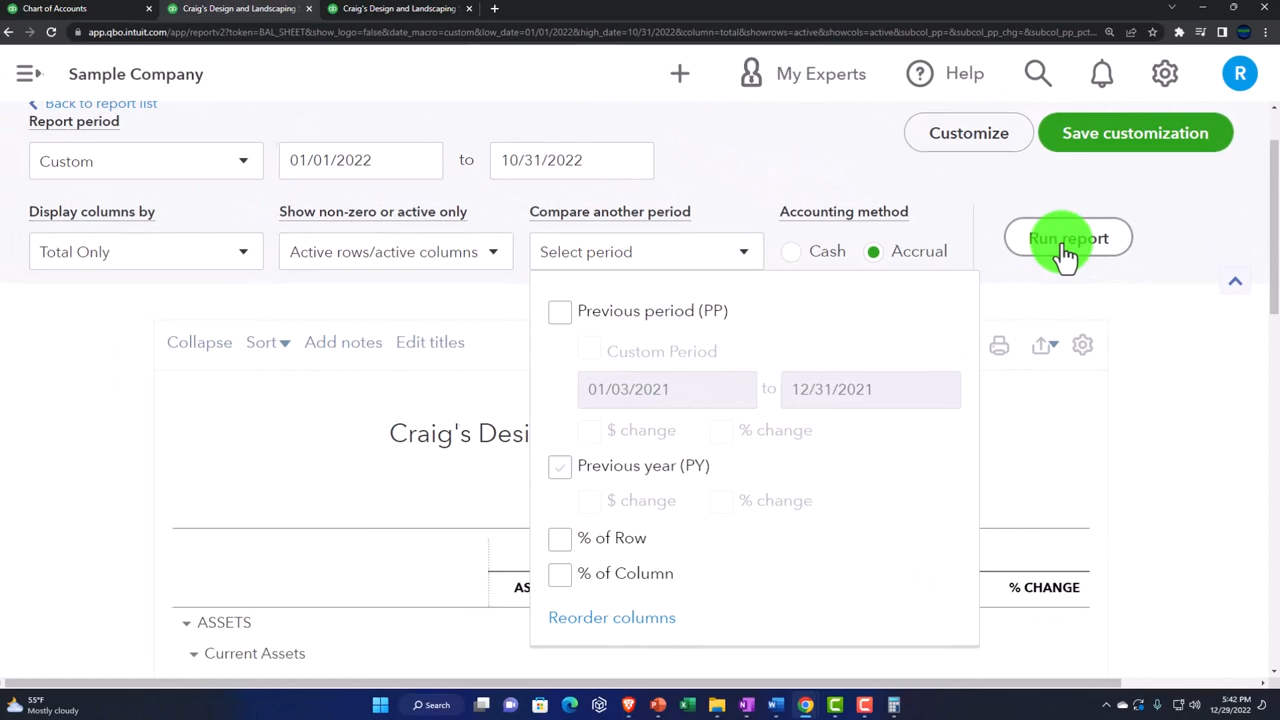 Chart of Accounts
Craig's Design and Landscaping
Craig's Design and Landscaping
app.qbo.intuit.com/app/reportv2?token=BAL_SHEET&show_logo=false&date_macro=custom&low_date=01/01/2022&high_date=10/31/2022&column=total&showrows=active&showcols=active&subcol_pp=&subcol_pp_chg=&subcol_pp_pct...
Sample Company
My Experts
Help
R
Back to report list
Report period
Custom
01/01/2022
to
10/31/2022
Customize
Save customization
Display columns by
Show non-zero or active only
Compare another period
Accounting method
Total Only
Active rows/active columns
Select period
Cash
Accrual
Run report
Previous period (PP)
Custom Period
01/03/2021
to
12/31/2021
$ change
% change
Previous year (PY)
$ change
% change
% of Row
% of Column
Reorder columns
Collapse
Sort
Add notes
Edit titles
Craig's Desi
AS
% CHANGE
ASSETS
Current Assets
55°F
Mostly cloudy
Search
5:42 PM
12/29/2022